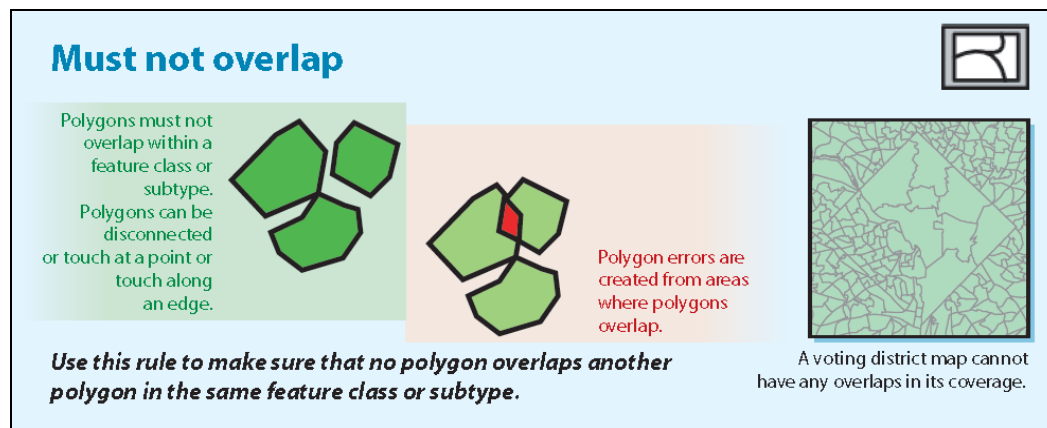 Must not overlap
Polygons must not
overlap within a
feature class or
subtype.
Polygons can be
disconnected
or touch at a point or
touch along
an edge.
Polygon errors are
created from areas
where polygons
overlap.
Use this rule to make sure that no polygon overlaps another
polygon in the same feature class or subtype.
A voting district map cannot
have any overlaps in its coverage.